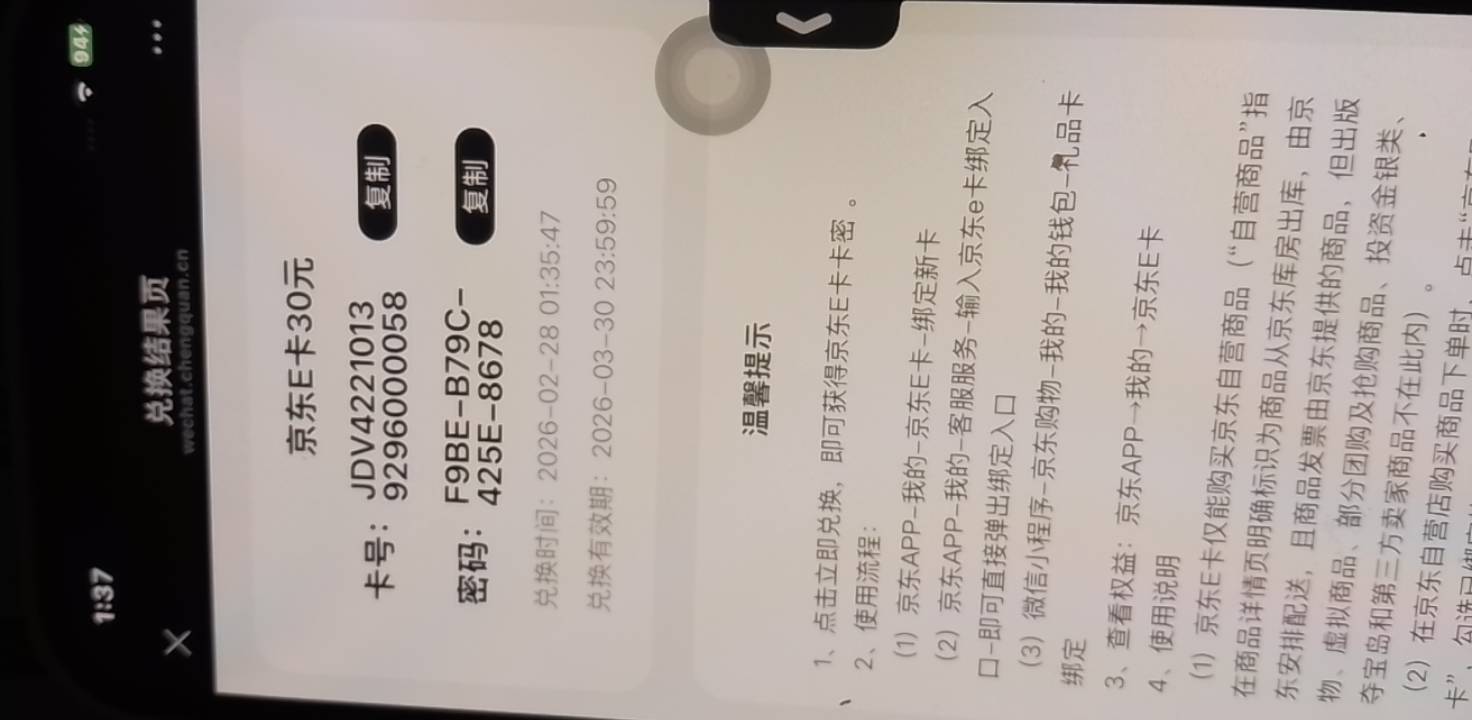 1:37
94
兑换结果页
wechat.chengquan.cn
京东E卡30元
卡号：JDV42210139296000058
复制
密码：F9BE-B79C-425E-8678
复制
兑换时间：2026-02-28 01:35:47
兑换有效期：2026-03-30 23:59:59
温馨提示
1、点击立即兑换，即可获得京东E卡卡密。
2、使用流程：
（1）京东APP-我的-京东E卡-绑定新卡
（2）京东APP-我的-客服服务-输入京东e卡绑定入
口-即可直接弹出绑定入口
（3）微信小程序-京东购物-我的-我的钱包-礼品卡
绑定
3、查看权益：京东APP→我的→京东E卡
4、使用说明
（1）京东E卡仅能购买京东自营商品（“自营商品”指
在商品详情页明确标识为商品从京东库房出库，由京
东安排配送，且商品发票由京东提供的商品，但出版
物、虚拟商品、部分团购及抢购商品、投资金银类、
夺宝岛和第三方卖家商品不在此内）。
（2）在京东自营店购买商品下单时，点击“京东
卡”，勾选已绑定